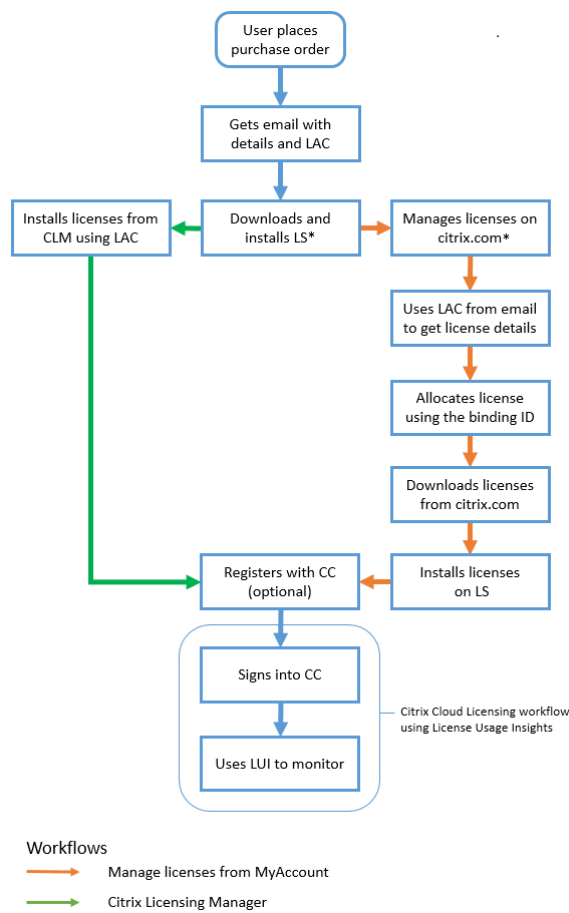 User places
purchase order
Gets email with
details and LAC
Installs licenses from
CLM using LAC
Downloads and
installs LS*
Manages licenses on
citrix.com*
Uses LAC from email
to get license details
Allocates license
using the binding ID
Downloads licenses
from citrix.com
Registers with CC
(optional)
Installs licenses
on LS
Signs into CC
Citrix Cloud Licensing workflow
using License Usage Insights
Uses LUI to monitor
Workflows
Manage licenses from MyAccount
Citrix Licensing Manager